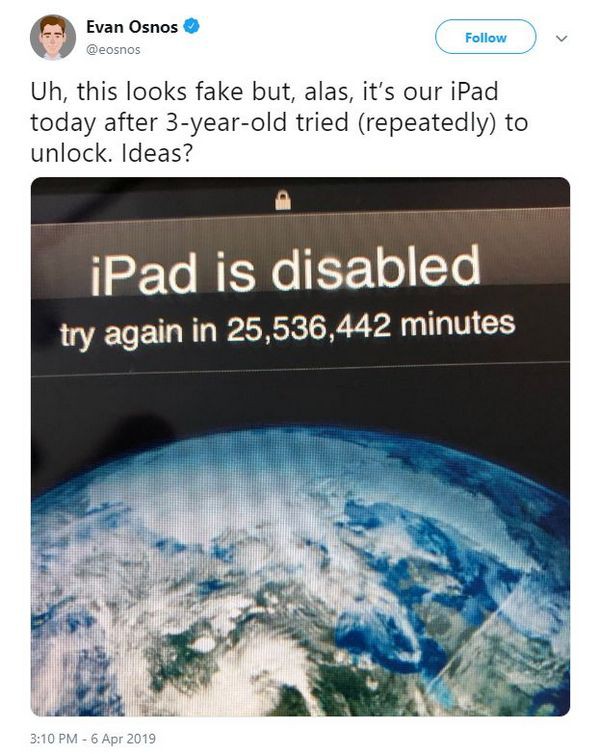 Evan Osnos
@eosnos
Follow
Uh, this looks fake but, alas, it’s our iPad
today after 3-year-old tried (repeatedly) to
unlock. Ideas?
iPad is disabled
try again in 25,536,442 minutes
3:10 PM - 6 Apr 2019